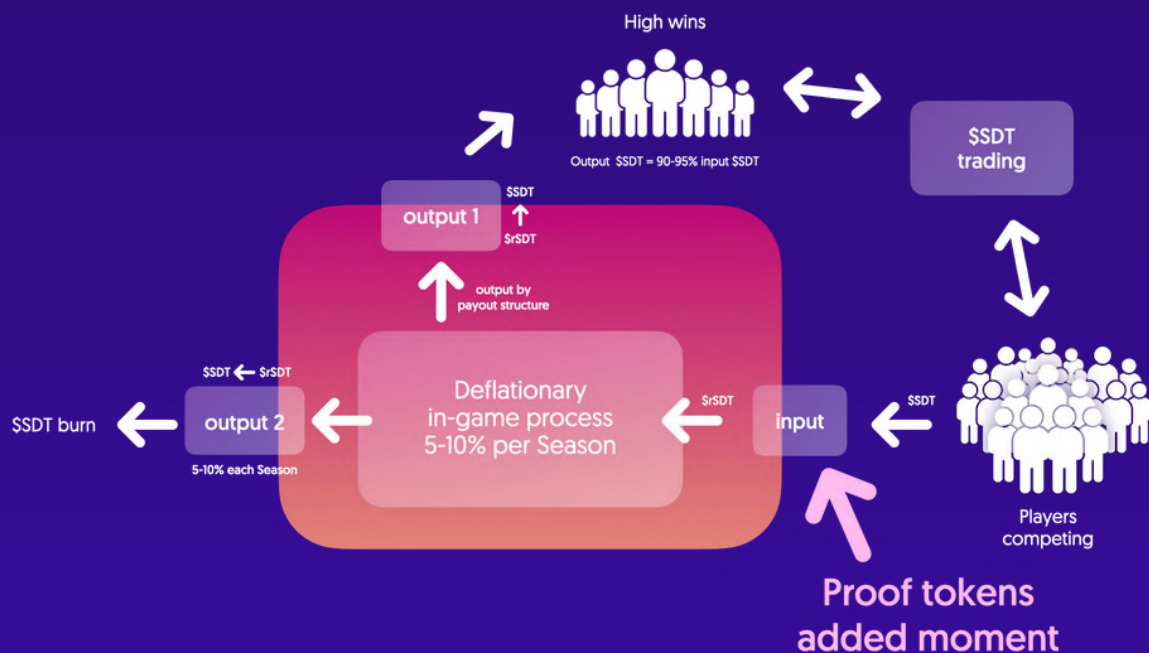 High wins
Output $SDT = 90-95% input $SDT
$SDT
trading
output 1
$SDT
$rSDT
output by
payout structure
Deflationary
in-game process
5-10% per Season
$SDT
$rSDT
output 2
5-10% each Season
$SDT burn
$rSDT
input
$SDT
Players
competing
Proof tokens
added moment